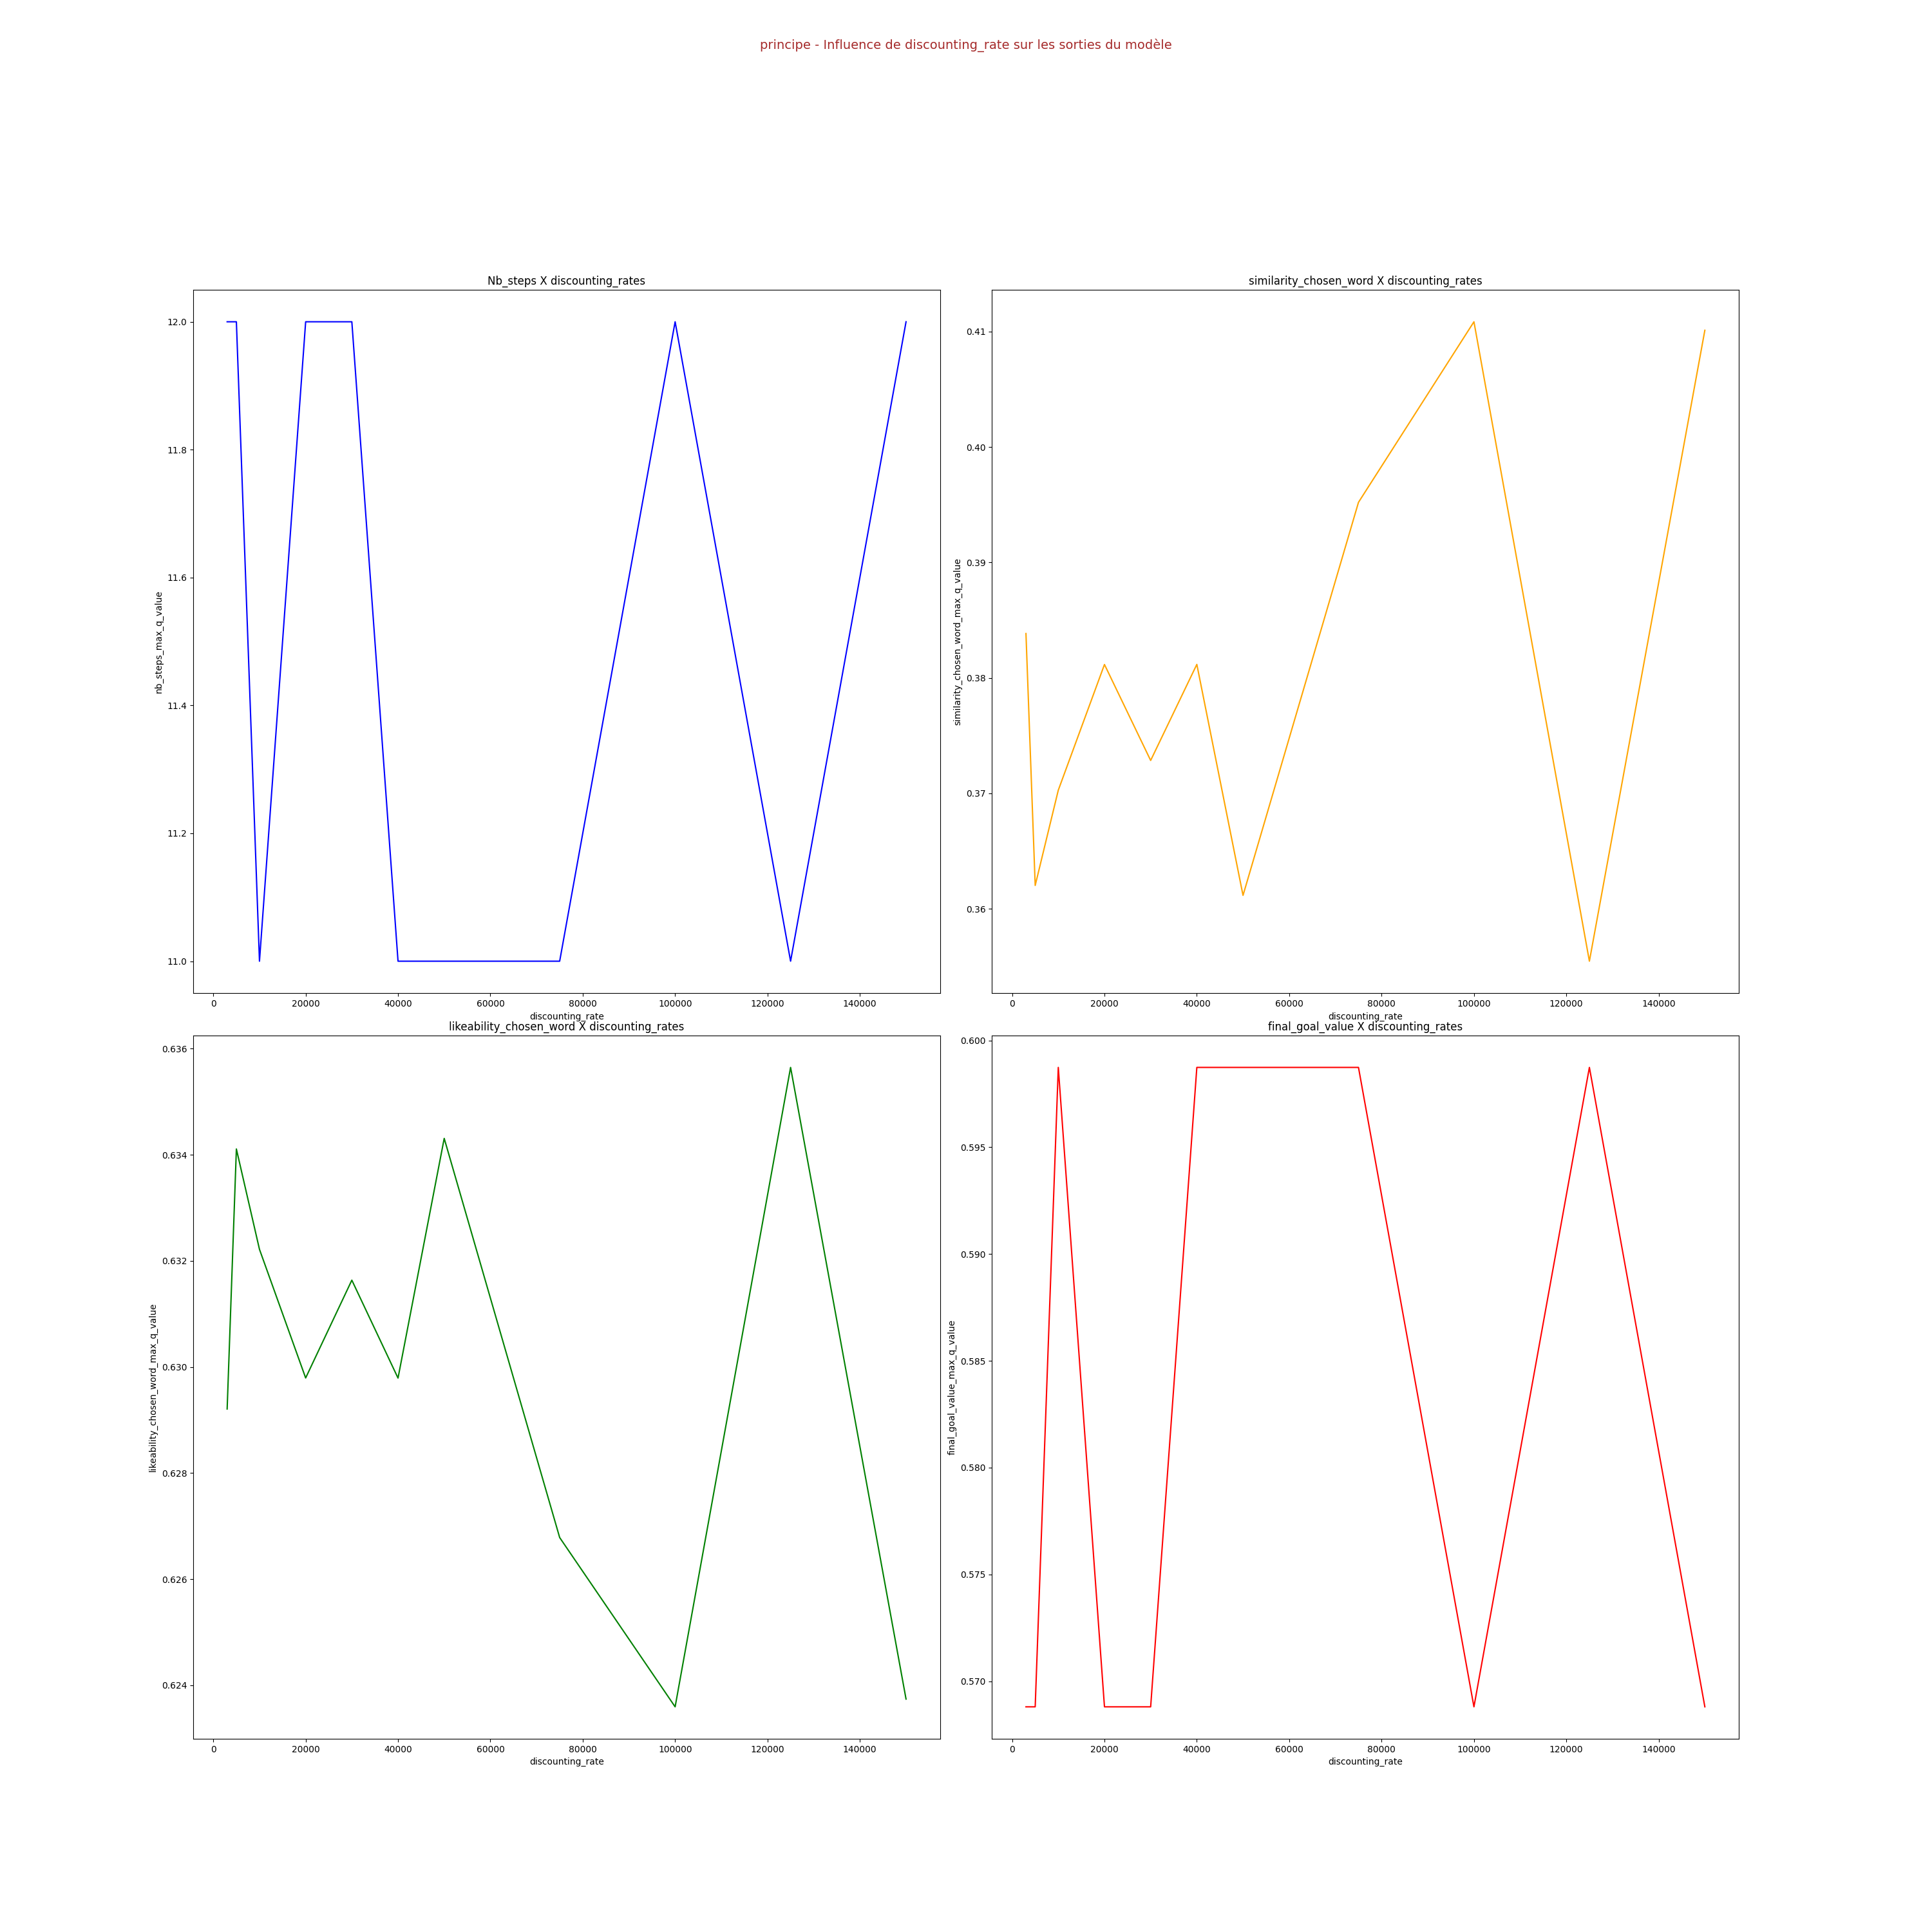 principe - Influence de discounting_rate sur les sorties du modèle
Nb_steps X discounting_rates
12.0
11.8
11.6
11.4
11.2
11.0
nb_steps_max_q_value
0 20000 40000 60000 80000 100000 120000 140000
discounting_rate
similarity_chosen_word X discounting_rates
0.41
0.40
0.39
0.38
0.37
0.36
similarity_chosen_word_max_q_value
0 20000 40000 60000 80000 100000 120000 140000
discounting_rate
likeability_chosen_word X discounting_rates
0.636
0.634
0.632
0.630
0.628
0.626
0.624
likeability_chosen_word_max_q_value
0 20000 40000 60000 80000 100000 120000 140000
discounting_rate
final_goal_value X discounting_rates
0.600
0.595
0.590
0.585
0.580
0.575
0.570
final_goal_value_max_q_value
0 20000 40000 60000 80000 100000 120000 140000
discounting_rate